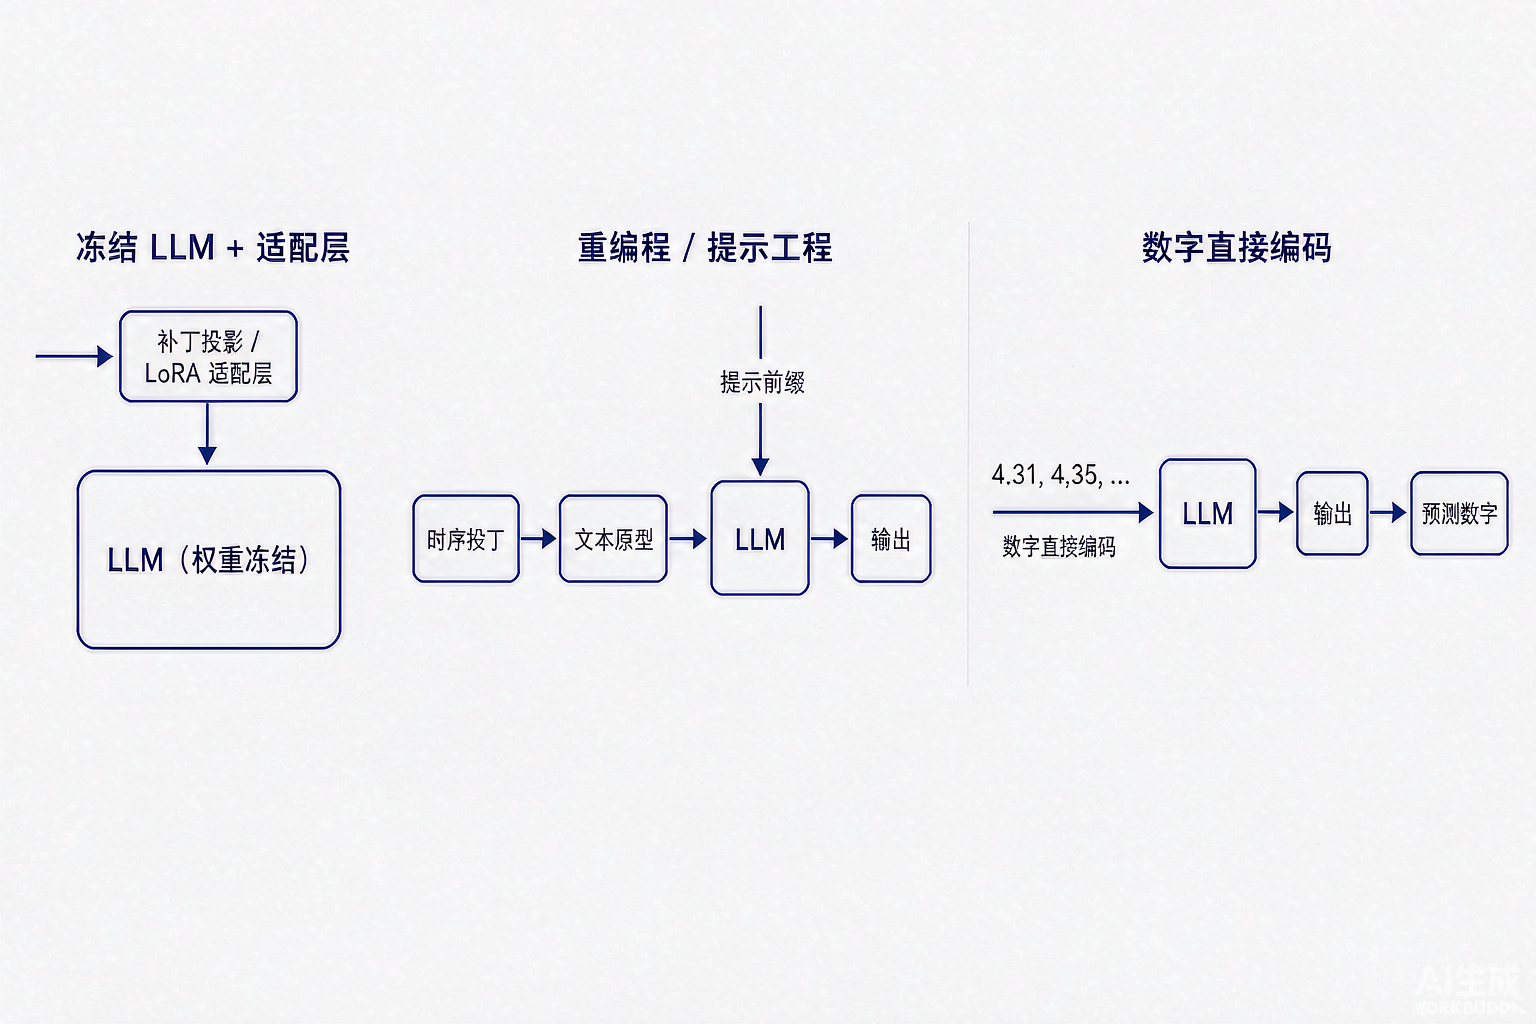 冻结 LLM + 适配层
补丁投影 /
LoRA 适配层
LLM（权重冻结）
重编程 / 提示工程
提示前缀
时序投丁
文本原型
LLM
输出
数字直接编码
4.31, 4,35, ...
数字直接编码
LLM
输出
预测数字
AI生成